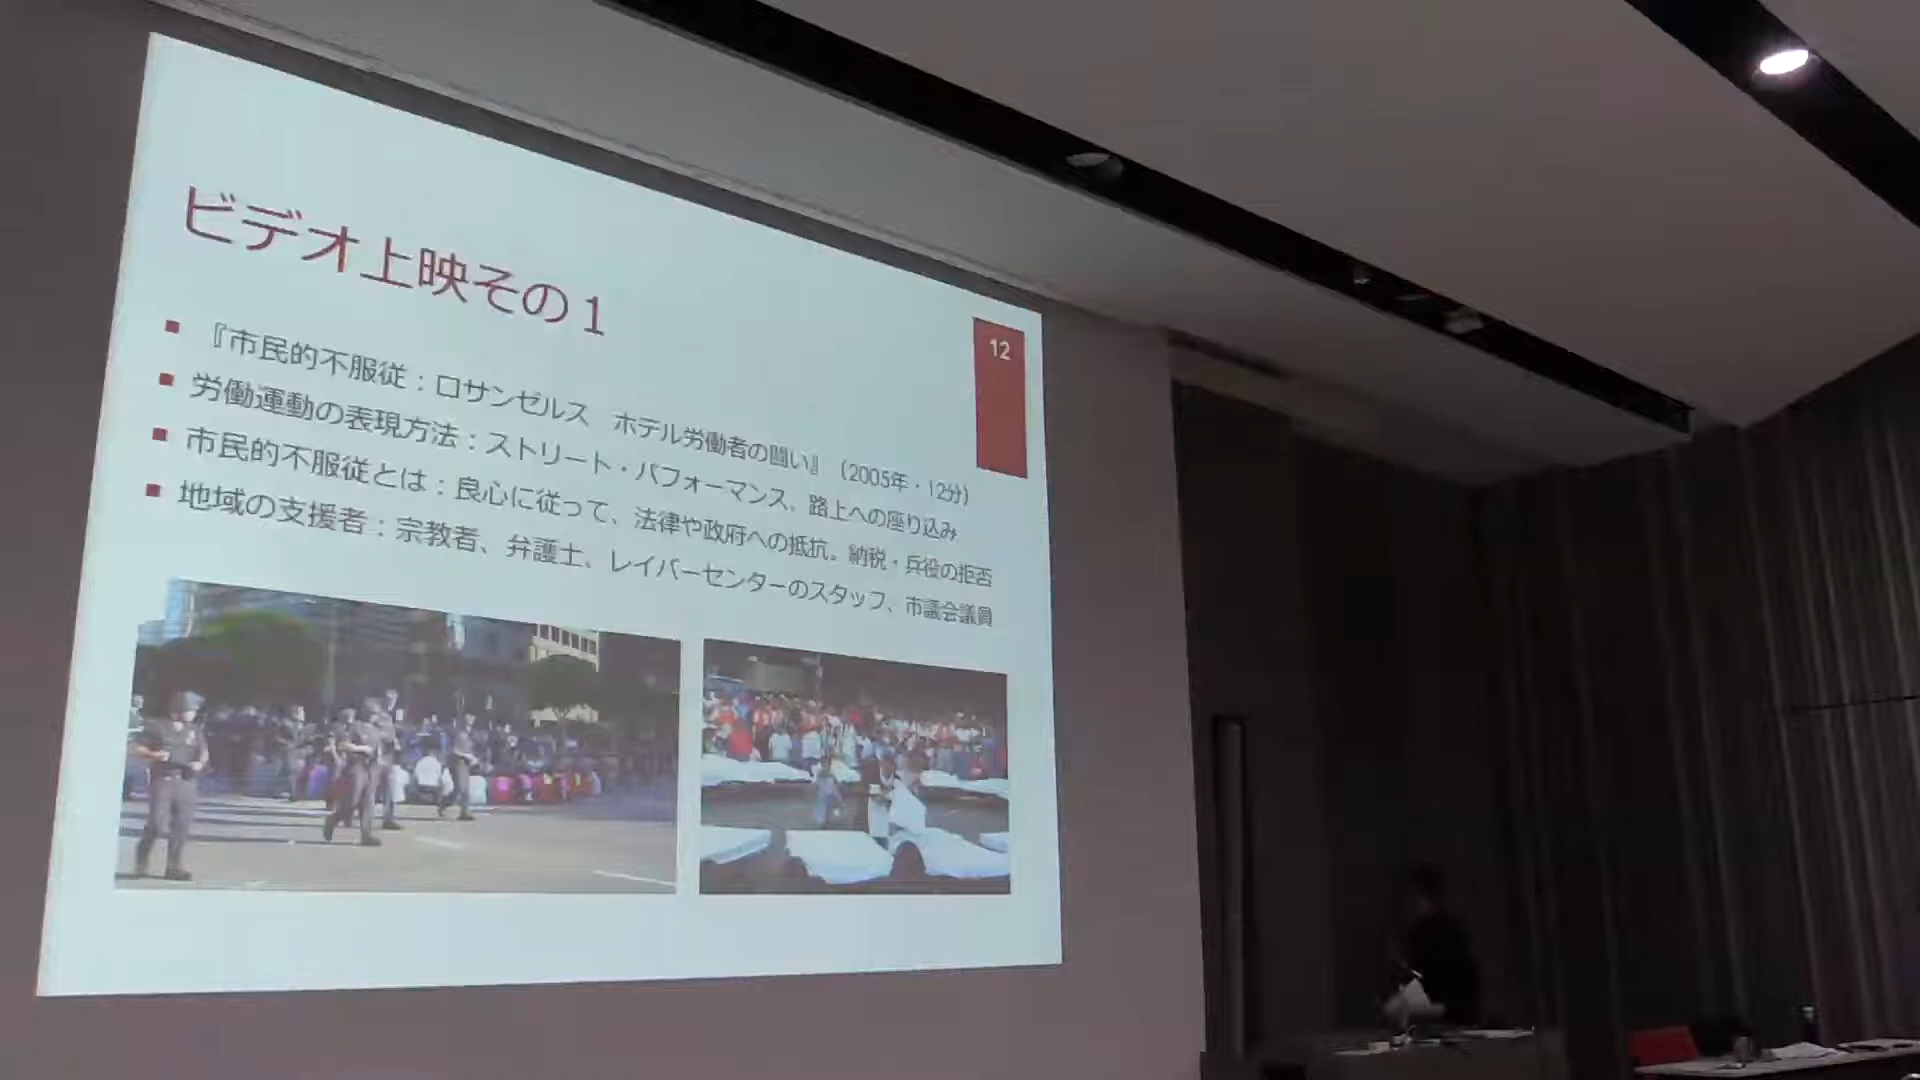 ビデオ上映その1
12
『市民的不服従：ロサンゼルス ホテル労働者の闘い』（2005年・12分）
労働運動の表現方法：ストリート・パフォーマンス、路上への座り込み
市民的不服従とは：良心に従って、法律や政府への抵抗。納税・兵役の拒否
地域の支援者：宗教者、弁護士、レイバーセンターのスタッフ、市議会議員